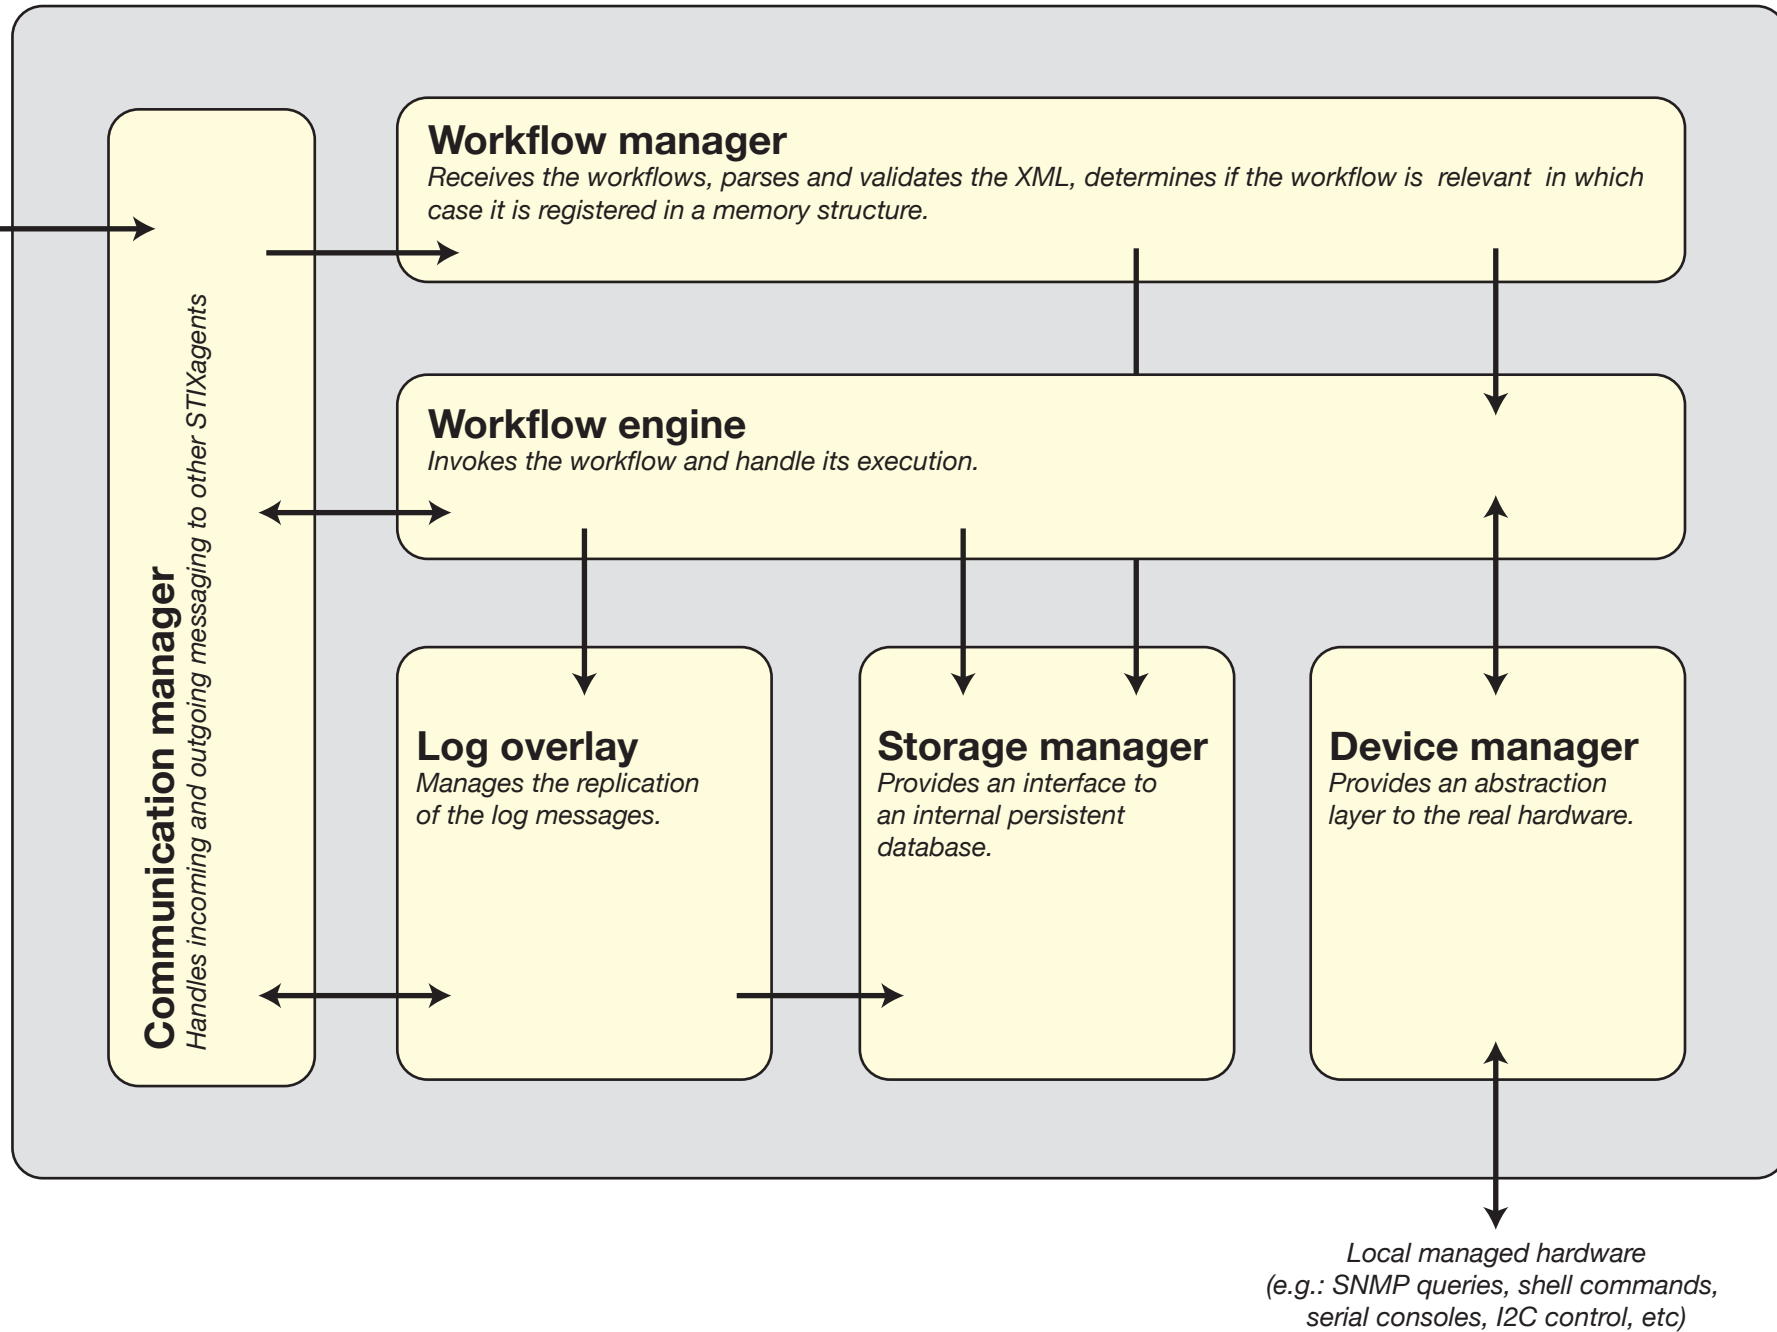 Workflow manager
Receives the workflows, parses and validates the XML, determines if the workflow is relevant in which
case it is registered in a memory structure.
Communication manager
Handles incoming and outgoing messaging to other STIXagents
Workflow engine
Invokes the workflow and handle its execution.
Log overlay
Manages the replication
of the log messages.
Storage manager
Provides an interface to
an internal persistent
database.
Device manager
Provides an abstraction
layer to the real hardware.
Local managed hardware
(e.g.: SNMP queries, shell commands,
serial consoles, I2C control, etc)